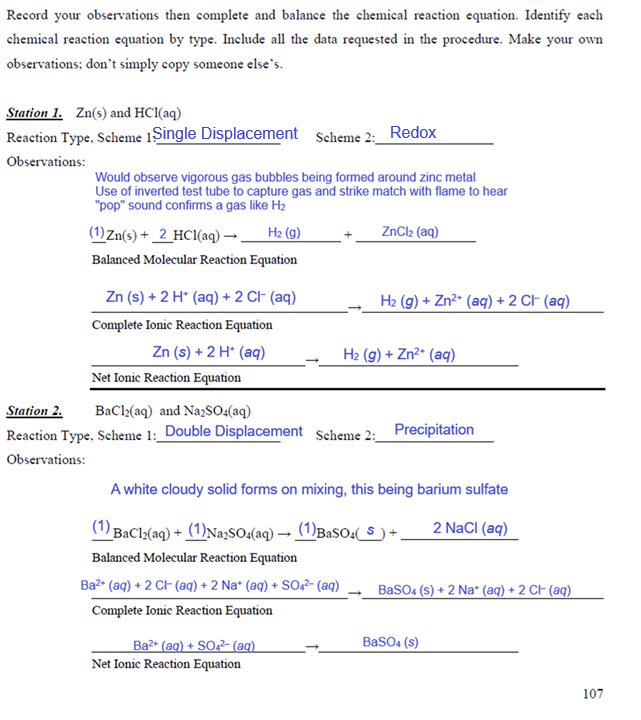 Record your observations then complete and balance the chemical reaction equation. Identify each
chemical reaction equation by type. Include all the data requested in the procedure. Make your own
observations; don't simply copy someone else's.
Station 1. Zn(s) and HCl(aq)
Reaction Type, Scheme 1: Single Displacement Scheme 2: Redox
Observations:
Would observe vigorous gas bubbles being formed around zinc metal
Use of inverted test tube to capture gas and strike match with flame to hear
"pop" sound confirms a gas like H₂
(1) Zn(s) + 2 HCl(aq) → H₂ (g) + ZnCl₂ (aq)
Balanced Molecular Reaction Equation
Zn (s) + 2 H⁺ (aq) + 2 Cl⁻ (aq) → H₂ (g) + Zn²⁺ (aq) + 2 Cl⁻ (aq)
Complete Ionic Reaction Equation
Zn (s) + 2 H⁺ (aq) → H₂ (g) + Zn²⁺ (aq)
Net Ionic Reaction Equation
Station 2. BaCl₂(aq) and Na₂SO₄(aq)
Reaction Type, Scheme 1: Double Displacement Scheme 2: Precipitation
Observations:
A white cloudy solid forms on mixing, this being barium sulfate
(1) BaCl₂(aq) + (1) Na₂SO₄(aq) → (1) BaSO₄( s ) + 2 NaCl (aq)
Balanced Molecular Reaction Equation
Ba²⁺ (aq) + 2 Cl⁻ (aq) + 2 Na⁺ (aq) + SO₄²⁻ (aq) → BaSO₄ (s) + 2 Na⁺ (aq) + 2 Cl⁻ (aq)
Complete Ionic Reaction Equation
Ba²⁺ (aq) + SO₄²⁻ (aq) → BaSO₄ (s)
Net Ionic Reaction Equation
107